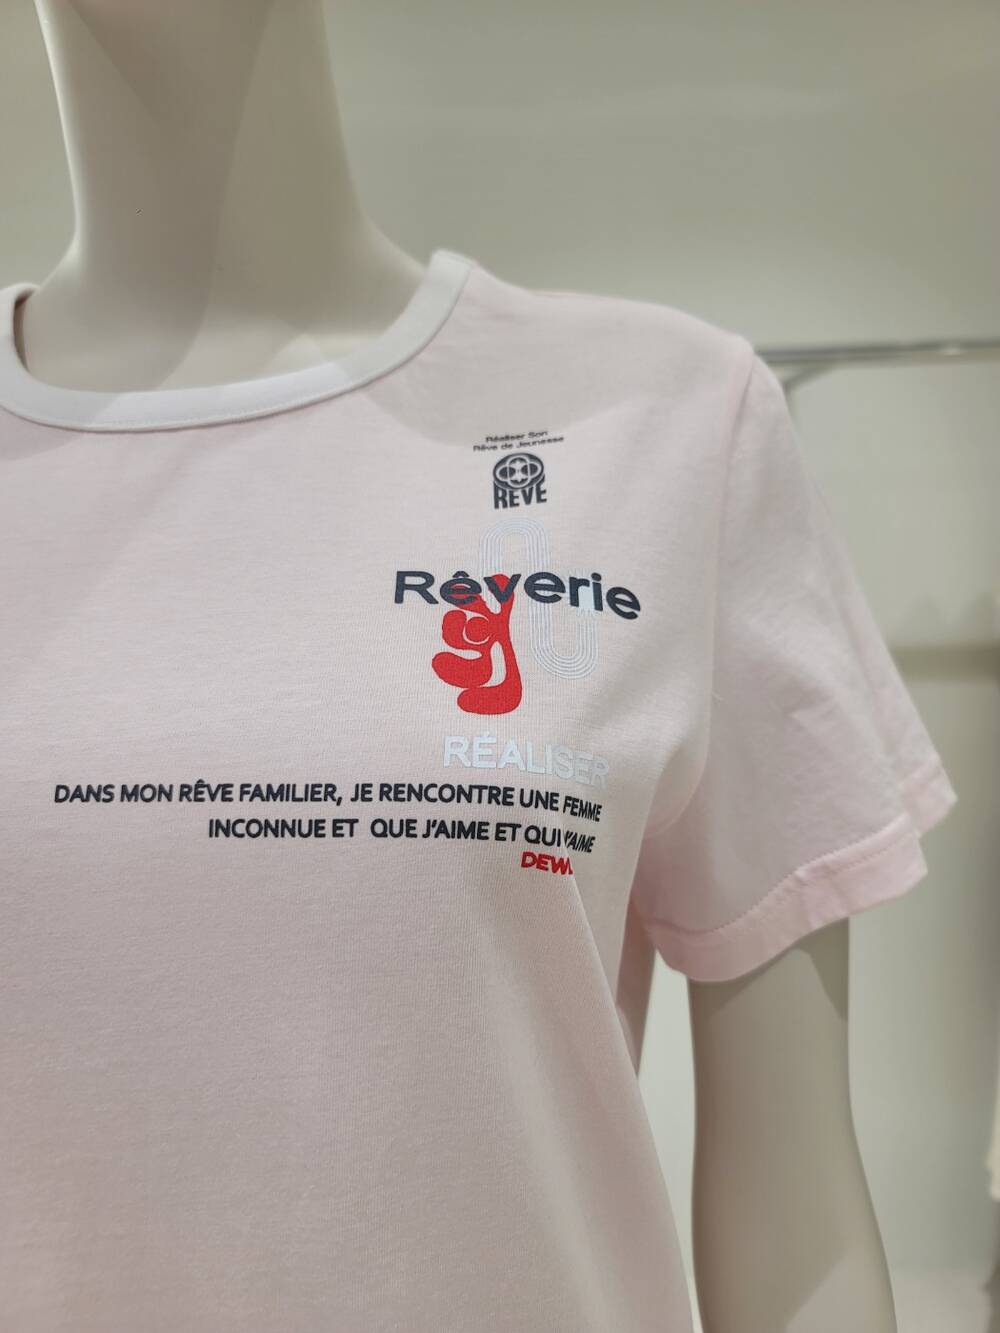 Réaliser Son
Rêve de Jeunesse
REVE
Rêverie
RÉALISER
DANS MON RÊVE FAMILIER, JE RENCONTRE UNE FEMME
INCONNUE ET QUE J'AIME ET QUI M'AIME